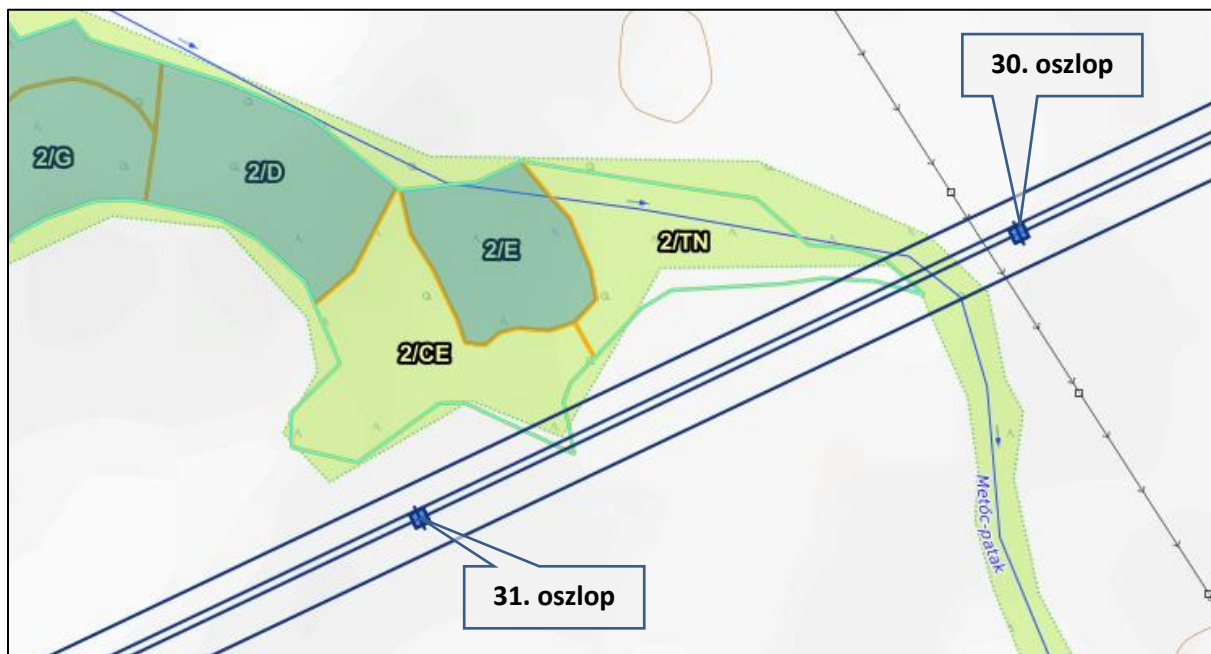 30. oszlop
2/G
2/D
2/E
2/TN
2/CE
Metóc-patak
31. oszlop